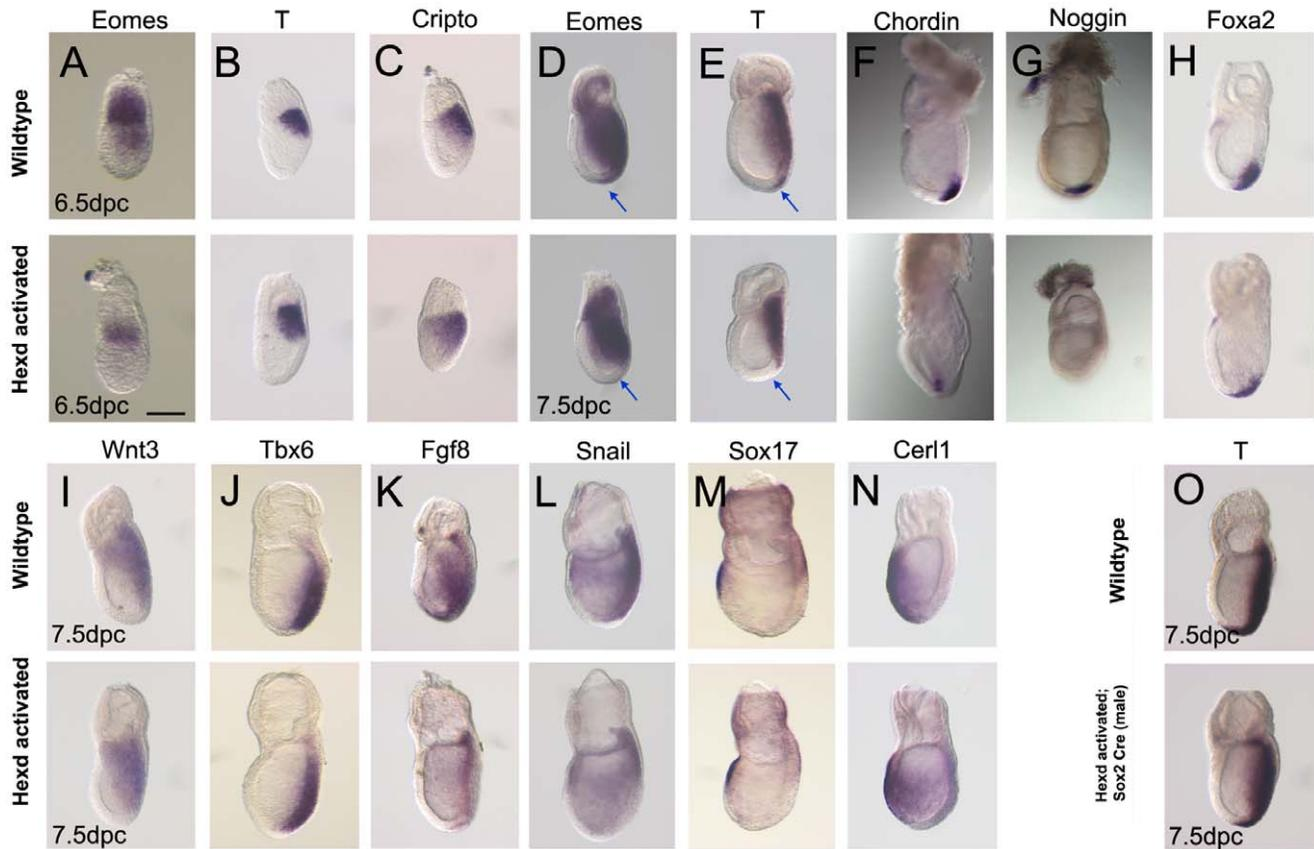 Eomes T Cripto Eomes T Chordin Noggin Foxa2
A B C D E F G H
Wildtype
6.5dpc
Hexd activated
6.5dpc 7.5dpc
Wnt3 Tbx6 Fgf8 Snail Sox17 Cerl1 T
I J K L M N O
Wildtype Wildtype
7.5dpc 7.5dpc
Hexd activated Hexd activated;
Sox2 Cre (male)
7.5dpc 7.5dpc